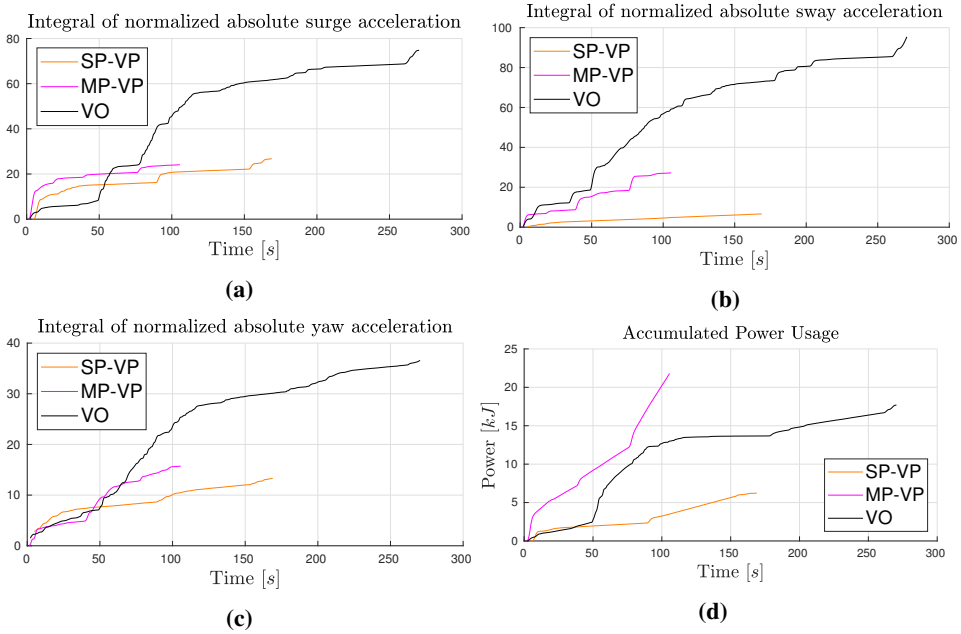 Integral of normalized absolute surge acceleration
80
60
40
20
0
0 50 100 150 200 250 300
SP-VP
MP-VP
VO
Time [s]
(a)
Integral of normalized absolute sway acceleration
100
80
60
40
20
0
0 50 100 150 200 250 300
SP-VP
MP-VP
VO
Time [s]
(b)
Integral of normalized absolute yaw acceleration
40
30
20
10
0
0 50 100 150 200 250 300
SP-VP
MP-VP
VO
Time [s]
(c)
Accumulated Power Usage
Power [kJ]
25
20
15
10
5
0
0 50 100 150 200 250 300
SP-VP
MP-VP
VO
Time [s]
(d)